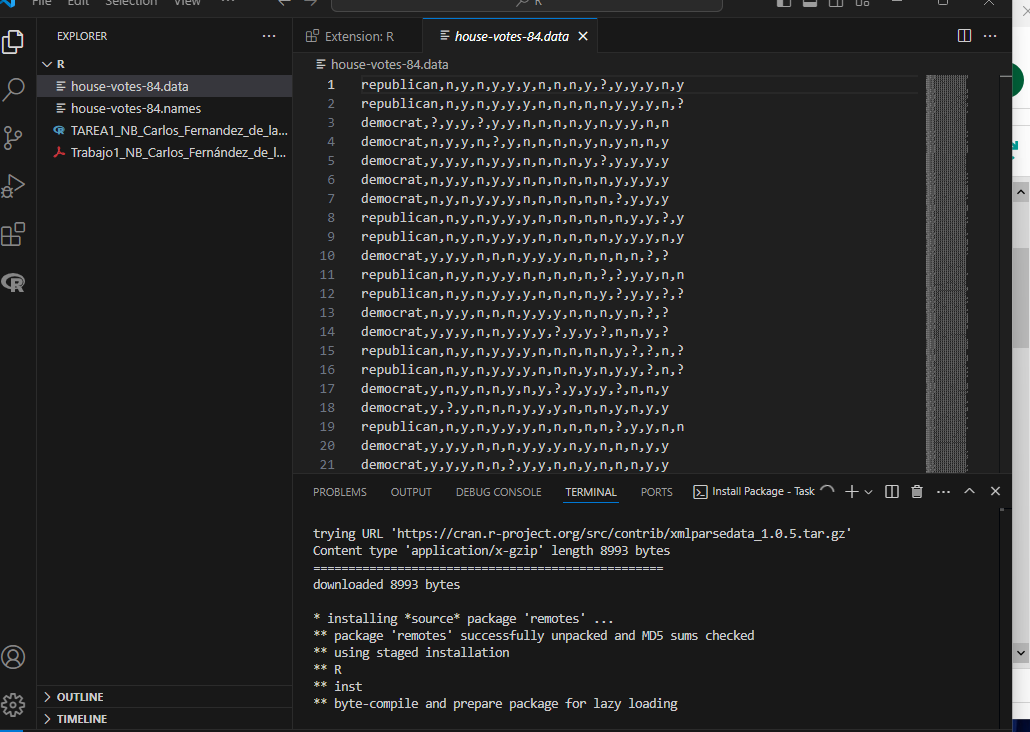 File Edit Selection View ... R
EXPLORER ...
R
house-votes-84.data
house-votes-84.names
TAREA1_NB_Carlos_Fernandez_de_la...
Trabajo1_NB_Carlos_Fernández_de_l...
OUTLINE
TIMELINE
Extension: R
house-votes-84.data
house-votes-84.data
1 republican,n,y,n,y,y,y,n,n,n,y,?,y,y,y,n,y
2 republican,n,y,n,y,y,y,n,n,n,n,n,y,y,y,n,?
3 democrat,?,y,y,?,y,y,n,n,n,n,y,n,y,y,n,n
4 democrat,n,y,y,n,?,y,n,n,n,n,y,n,y,n,n,y
5 democrat,y,y,y,n,y,y,n,n,n,n,y,?,y,y,y,y
6 democrat,n,y,y,n,y,y,n,n,n,n,n,n,y,y,y,y
7 democrat,n,y,n,y,y,y,n,n,n,n,n,n,?,y,y,y
8 republican,n,y,n,y,y,y,n,n,n,n,n,n,y,y,?,y
9 republican,n,y,n,y,y,y,n,n,n,n,n,y,y,y,n,y
10 democrat,y,y,y,n,n,n,y,y,y,n,n,n,n,n,?,?
11 republican,n,y,n,y,y,n,n,n,n,n,?,?,y,y,n,n
12 republican,n,y,n,y,y,y,n,n,n,n,y,?,y,y,?,?
13 democrat,n,y,y,n,n,n,y,y,y,n,n,n,y,n,?,?
14 democrat,y,y,y,n,n,y,y,y,?,y,y,?,n,n,y,?
15 republican,n,y,n,y,y,y,n,n,n,n,n,y,?,?,n,?
16 republican,n,y,n,y,y,y,n,n,n,y,n,y,y,?,n,?
17 democrat,y,n,y,n,n,y,n,y,?,y,y,y,?,n,n,y
18 democrat,y,?,y,n,n,n,y,y,y,n,n,n,y,n,y,y
19 republican,n,y,n,y,y,y,n,n,n,n,n,?,y,y,n,n
20 democrat,y,y,y,n,n,n,y,y,y,n,y,n,n,n,y,y
21 democrat,y,y,y,n,n,?,y,y,n,n,y,n,n,n,y,y
PROBLEMS OUTPUT DEBUG CONSOLE TERMINAL PORTS Install Package - Task
trying URL 'https://cran.r-project.org/src/contrib/xmlparsedata_1.0.5.tar.gz'
Content type 'application/x-gzip' length 8993 bytes
==================================================
downloaded 8993 bytes
* installing *source* package 'remotes' ...
** package 'remotes' successfully unpacked and MD5 sums checked
** using staged installation
** R
** inst
** byte-compile and prepare package for lazy loading